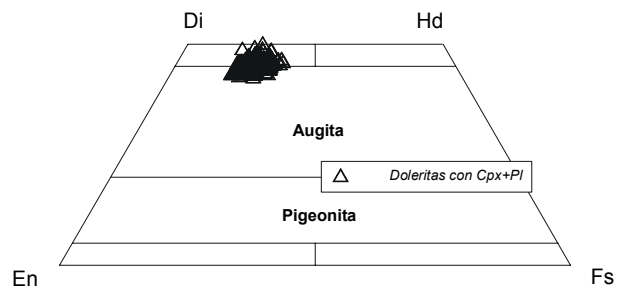 Di Hd
Augita
Doleritas con Cpx+Pl
Pigeonita
En Fs